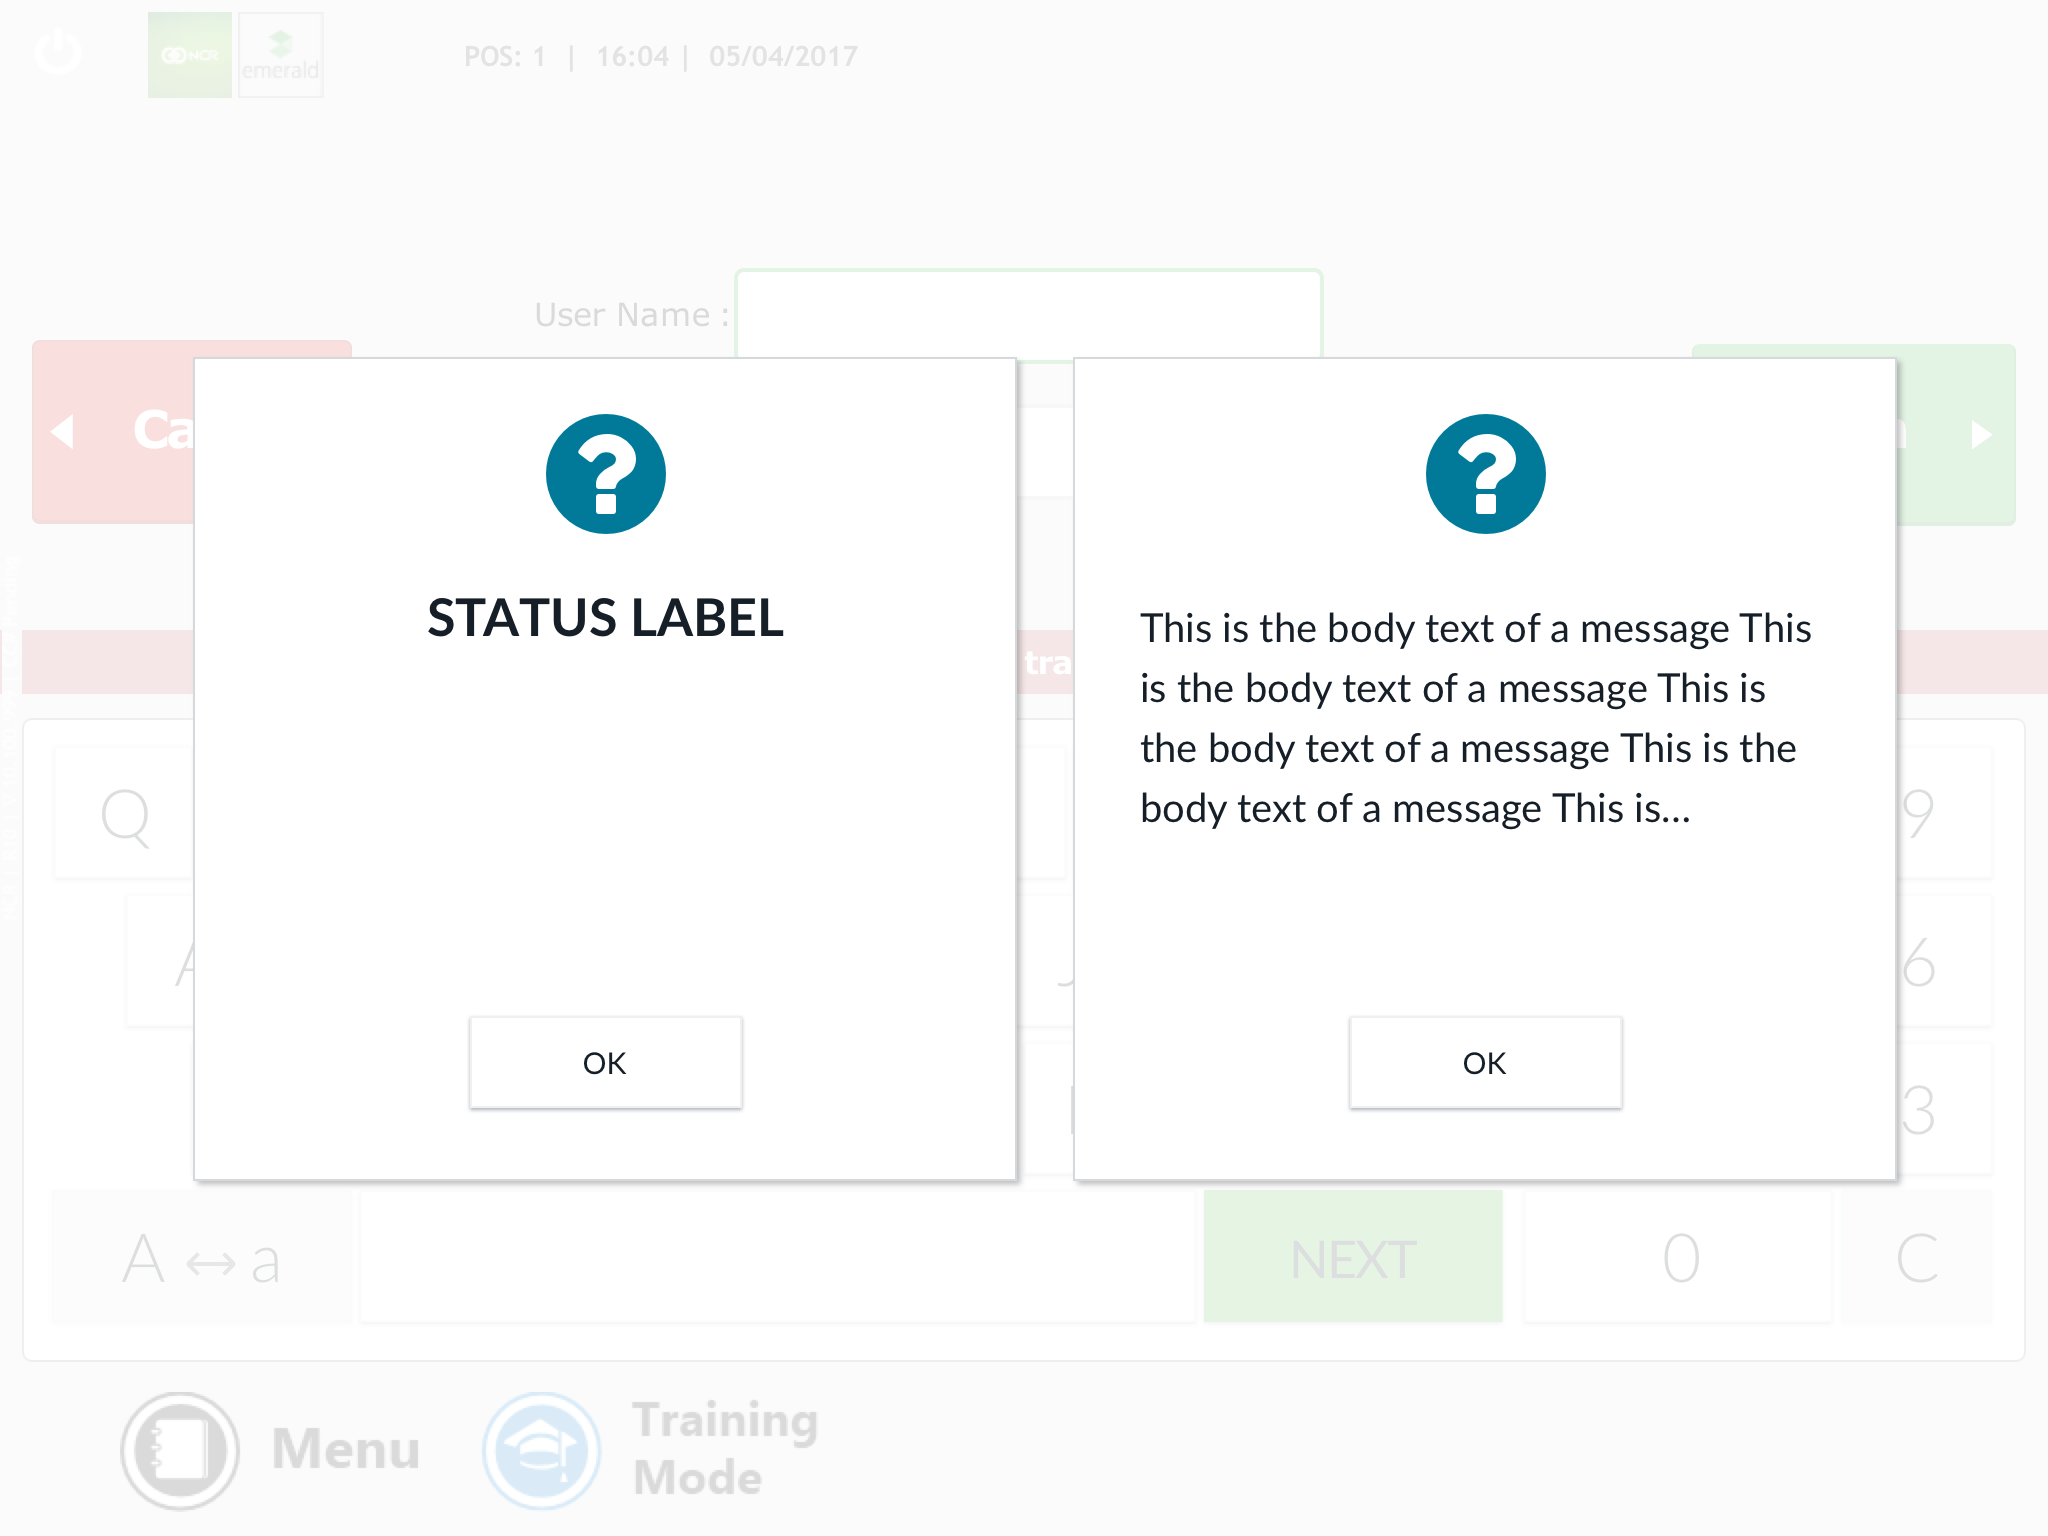 NCR
emerald
POS: 1 | 16:04 | 05/04/2017
User Name :
STATUS LABEL
OK
This is the body text of a message This
is the body text of a message This is
the body text of a message This is the
body text of a message This is...
OK
Q
9
A
J
6
3
A ↔ a
NEXT
0
C
Menu
Training
Mode